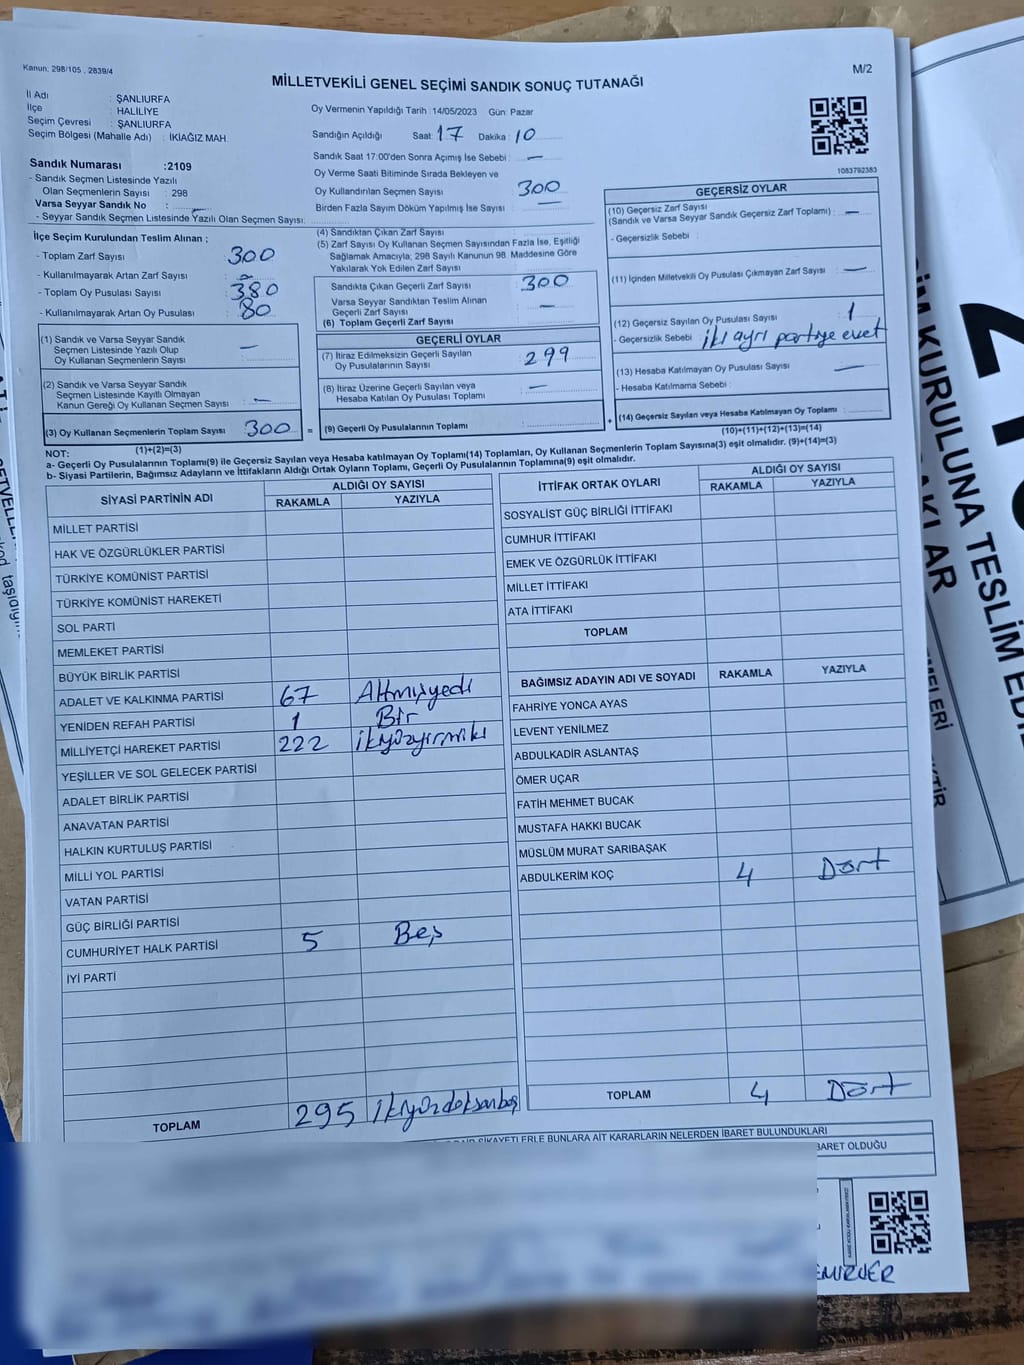 Kanun, 298/105 , 2839/4
M/2
MİLLETVEKİLİ GENEL SEÇİMİ SANDIK SONUÇ TUTANAĞI
İl Adı : ŞANLIURFA
İlçe : HALİLİYE
Seçim Çevresi : ŞANLIURFA
Seçim Bölgesi (Mahalle Adı) : İKİAĞIZ MAH.
Sandık Numarası :2109
- Sandık Seçmen Listesinde Yazılı
Olan Seçmenlerin Sayısı : 298
Varsa Seyyar Sandık No :
- Seyyar Sandık Seçmen Listesinde Yazılı Olan Seçmen Sayısı:
Oy Vermenin Yapıldığı Tarih :14/05/2023 Gün: Pazar
Sandığın Açıldığı Saat: 17 Dakika: 10
Sandık Saat 17:00'den Sonra Açımış İse Sebebi : —
Oy Verme Saati Bitiminde Sırada Bekleyen ve
Oy Kullandırılan Seçmen Sayısı 300
Birden Fazla Sayım Döküm Yapılmış İse Sayısı —
1083792383
İlçe Seçim Kurulundan Teslim Alınan ;
- Toplam Zarf Sayısı : 300
- Kullanılmayarak Artan Zarf Sayısı :
- Toplam Oy Pusulası Sayısı : 380
- Kullanılmayarak Artan Oy Pusulası : 80
(1) Sandık ve Varsa Seyyar Sandık
Seçmen Listesinde Yazılı Olup
Oy Kullanan Seçmenlerin Sayısı : —
(2) Sandık ve Varsa Seyyar Sandık
Seçmen Listesinde Kayıtlı Olmayan
Kanun Gereği Oy Kullanan Seçmen Sayısı : —
(3) Oy Kullanan Seçmenlerin Toplam Sayısı 300
(1)+(2)=(3)
(4) Sandıktan Çıkan Zarf Sayısı :
(5) Zarf Sayısı Oy Kullanan Seçmen Sayısından Fazla İse, Eşitliği
Sağlamak Amacıyla; 298 Sayılı Kanunun 98. Maddesine Göre
Yakılarak Yok Edilen Zarf Sayısı :
Sandıkta Çıkan Geçerli Zarf Sayısı : 300
Varsa Seyyar Sandıktan Teslim Alınan
Geçerli Zarf Sayısı : —
(6) Toplam Geçerli Zarf Sayısı :
GEÇERLİ OYLAR
(7) İtiraz Edilmeksizin Geçerli Sayılan
Oy Pusulalarının Sayısı : 299
(8) İtiraz Üzerine Geçerli Sayılan veya
Hesaba Katılan Oy Pusulası Toplamı : —
= (9) Geçerli Oy Pusulalarının Toplamı :
GEÇERSİZ OYLAR
(10) Geçersiz Zarf Sayısı
(Sandık ve Varsa Seyyar Sandık Geçersiz Zarf Toplamı) : —
- Geçersizlik Sebebi :
(11) İçinden Milletvekili Oy Pusulası Çıkmayan Zarf Sayısı : —
(12) Geçersiz Sayılan Oy Pusulası Sayısı : 1
- Geçersizlik Sebebi : iki ayrı partiye evet
(13) Hesaba Katılmayan Oy Pusulası Sayısı : —
- Hesaba Katılmama Sebebi :
+ (14) Geçersiz Sayılan veya Hesaba Katılmayan Oy Toplamı :
(10)+(11)+(12)+(13)=(14)
NOT:
a- Geçerli Oy Pusulalarının Toplamı(9) ile Geçersiz Sayılan veya Hesaba katılmayan Oy Toplamı(14) Toplamları, Oy Kullanan Seçmenlerin Toplam Sayısına(3) eşit olmalıdır. (9)+(14)=(3)
b- Siyasi Partilerin, Bağımsız Adayların ve İttifakların Aldığı Ortak Oyların Toplamı, Geçerli Oy Pusulalarının Toplamına(9) eşit olmalıdır.
SİYASİ PARTİNİN ADI ALDIĞI OY SAYISI
RAKAMLA YAZIYLA
MİLLET PARTİSİ
HAK VE ÖZGÜRLÜKLER PARTİSİ
TÜRKİYE KOMÜNİST PARTİSİ
TÜRKİYE KOMÜNİST HAREKETİ
SOL PARTİ
MEMLEKET PARTİSİ
BÜYÜK BİRLİK PARTİSİ
ADALET VE KALKINMA PARTİSİ 67 Altmışyedi
YENİDEN REFAH PARTİSİ 1 Bir
MİLLİYETÇİ HAREKET PARTİSİ 222 ikiyüzyirmiiki
YEŞİLLER VE SOL GELECEK PARTİSİ
ADALET BİRLİK PARTİSİ
ANAVATAN PARTİSİ
HALKIN KURTULUŞ PARTİSİ
MİLLİ YOL PARTİSİ
VATAN PARTİSİ
GÜÇ BİRLİĞİ PARTİSİ
CUMHURİYET HALK PARTİSİ 5 Beş
İYİ PARTİ
TOPLAM 295 ikiyüzdoksanbeş
İTTİFAK ORTAK OYLARI ALDIĞI OY SAYISI
RAKAMLA YAZIYLA
SOSYALİST GÜÇ BİRLİĞİ İTTİFAKI
CUMHUR İTTİFAKI
EMEK VE ÖZGÜRLÜK İTTİFAKI
MİLLET İTTİFAKI
ATA İTTİFAKI
TOPLAM
BAĞIMSIZ ADAYIN ADI VE SOYADI RAKAMLA YAZIYLA
FAHRİYE YONCA AYAS
LEVENT YENİLMEZ
ABDULKADİR ASLANTAŞ
ÖMER UÇAR
FATİH MEHMET BUCAK
MUSTAFA HAKKI BUCAK
MÜSLÜM MURAT SARIBAŞAK
ABDULKERİM KOÇ 4 Dört
TOPLAM 4 Dört
ŞİKAYETLERLE BUNLARA AİT KARARLARIN NELERDEN İBARET BULUNDUKLARI
BARET OLDUĞU
KURULUNA TESLİM EDİ